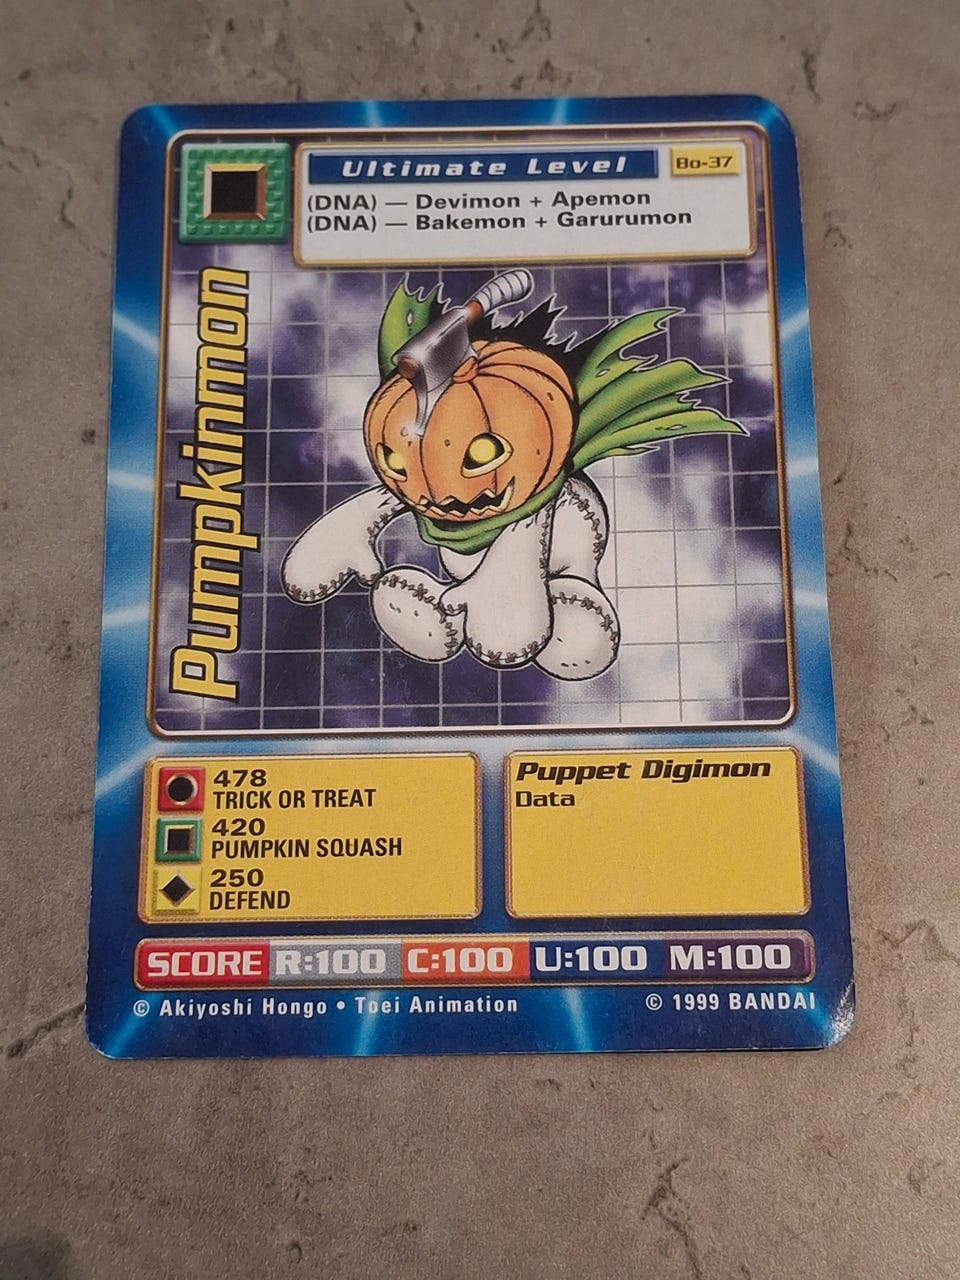 Ultimate Level
Bo-37
(DNA) — Devimon + Apemon
(DNA) — Bakemon + Garurumon
Pumpkinmon
478
TRICK OR TREAT
420
PUMPKIN SQUASH
250
DEFEND
Puppet Digimon
Data
SCORE R:100 C:100 U:100 M:100
© Akiyoshi Hongo • Toei Animation
© 1999 BANDAI